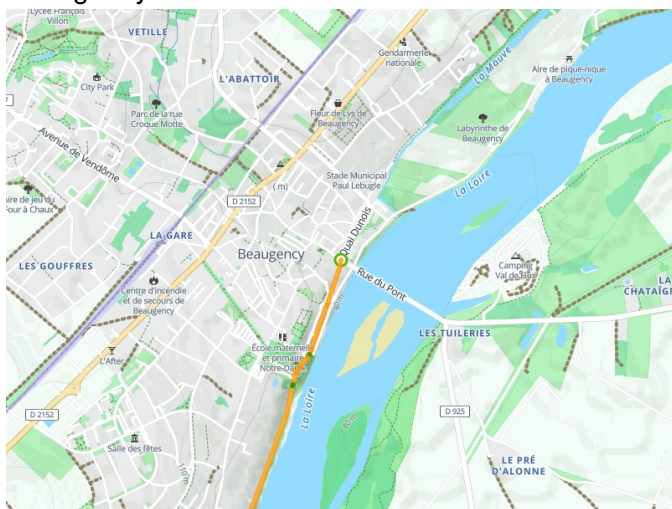 Lycée François
Villon
VETILLE
Gendarmerie
nationale
La Mauve
Aire de pique-nique
à Beaugency
City Park
L'ABATTOIR
Parc de la rue
Croque Motte
Fleur de Lys de
Beaugency
Labyrinthe de
Beaugency
Avenue de Vendôme
Stade Municipal
Paul Lebugle
La Loire
( m)
Aire de jeu du
Four à Chaux
D 2152
LA GARE
Quai Dunois
Beaugency
LES GOUFFRES
Rue du Pont
Camping
Centre d'Incendie
et de secours de
Beaugency
80 m
LES TUILERIES
École maternel
et primaire
Notre-Dame
L'After
La Loire
D 2152
80 m
D 925
Salle des fêtes
110 m
LE PRÉ
D'ALONNE